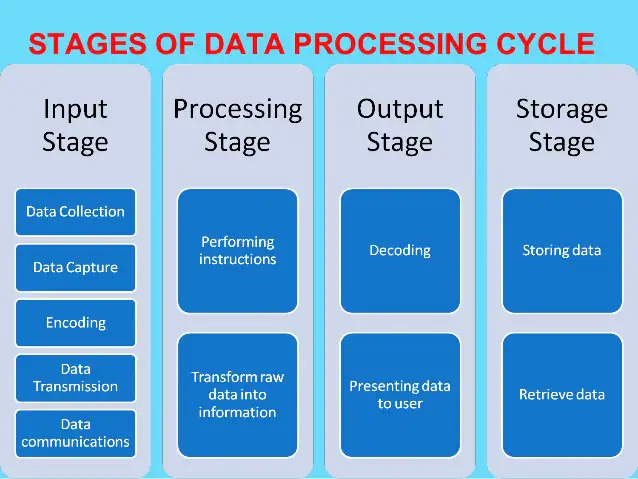 STAGES OF DATA PROCESSING CYCLE
Input
Stage
Data Collection
Data Capture
Encoding
Data
Transmission
Data
communications
Processing
Stage
Performing
instructions
Transform raw
data into
information
Output
Stage
Decoding
Presenting data
to user
Storage
Stage
Storing data
Retrieve data